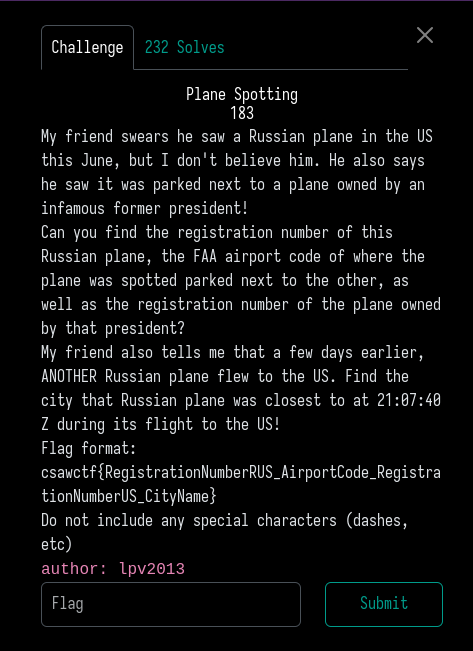 Challenge
232 Solves
Plane Spotting
183
My friend swears he saw a Russian plane in the US
this June, but I don't believe him. He also says
he saw it was parked next to a plane owned by an
infamous former president!
Can you find the registration number of this
Russian plane, the FAA airport code of where the
plane was spotted parked next to the other, as
well as the registration number of the plane owned
by that president?
My friend also tells me that a few days earlier,
ANOTHER Russian plane flew to the US. Find the
city that Russian plane was closest to at 21:07:40
Z during its flight to the US!
Flag format:
csawctf{RegistrationNumberRUS_AirportCode_Registra
tionNumberUS_CityName}
Do not include any special characters (dashes,
etc)
author: lpv2013
Flag
Submit